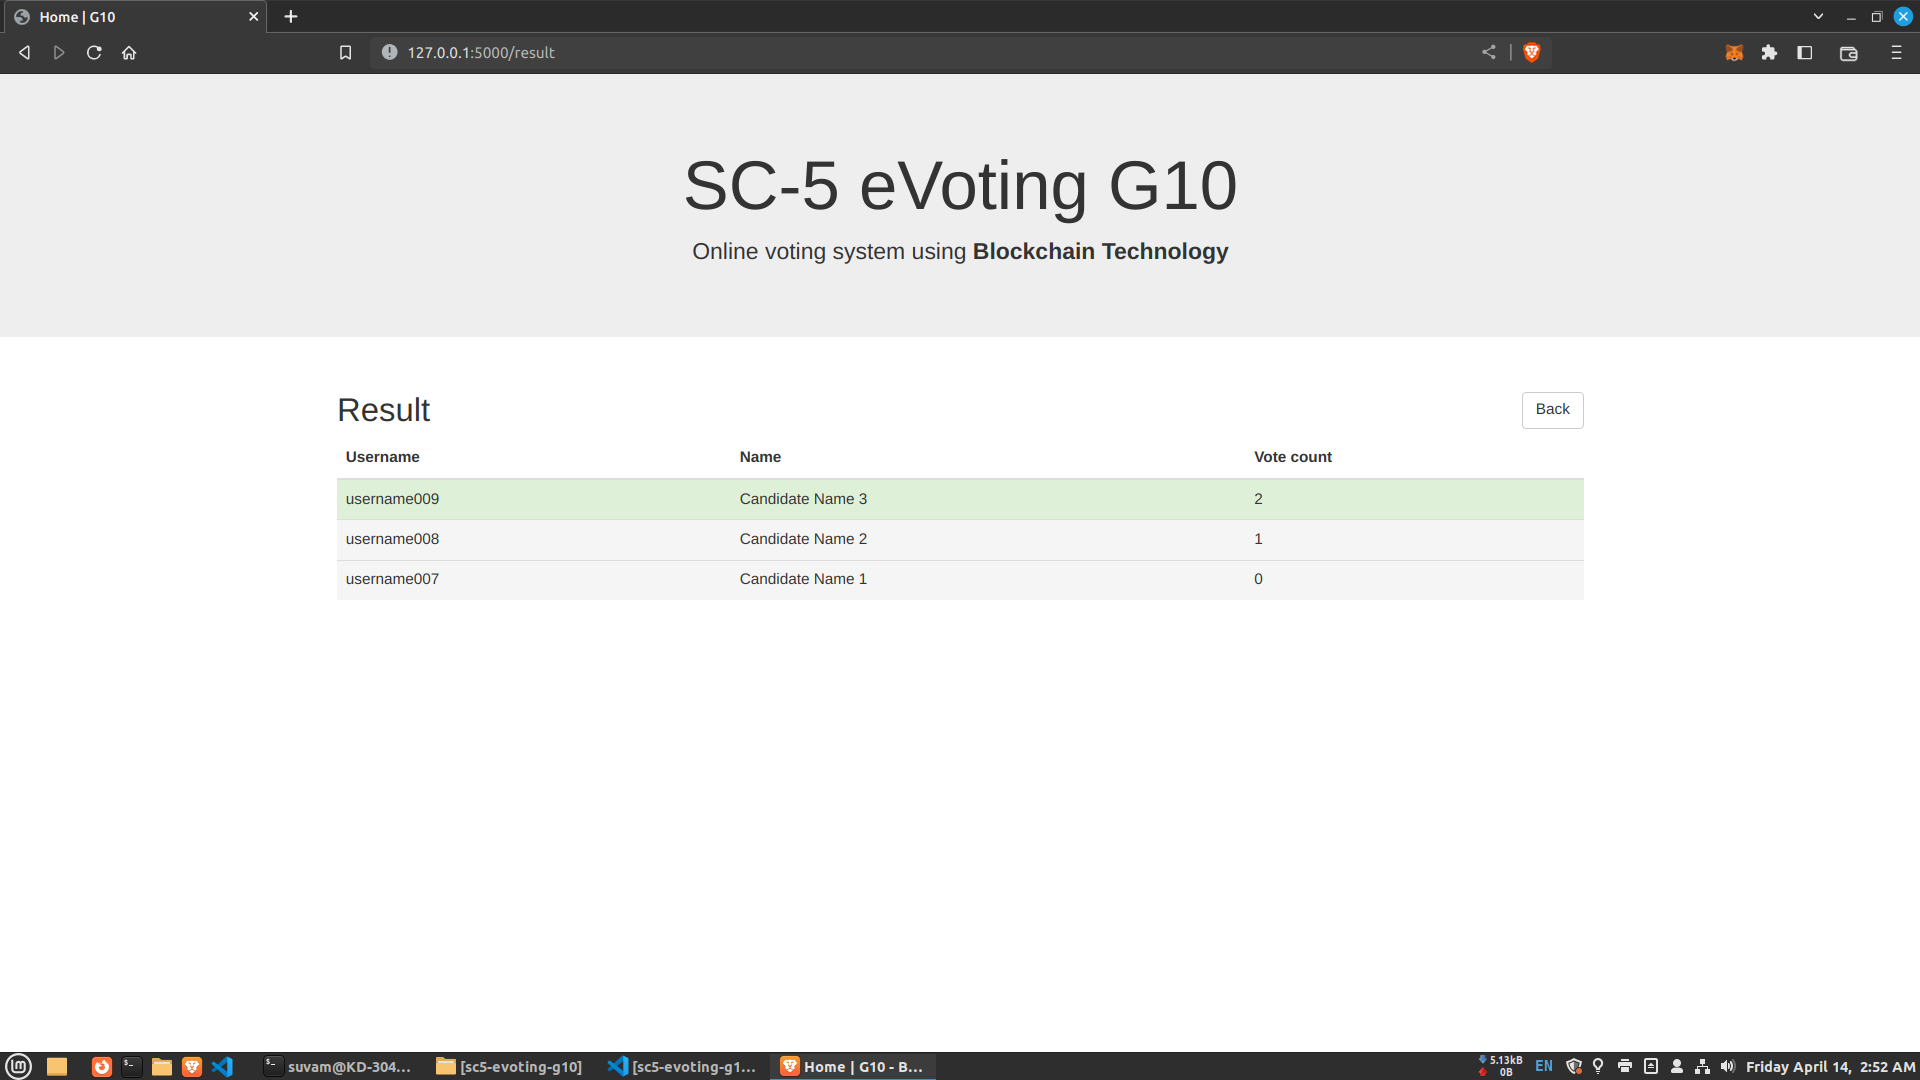 Home | G10
127.0.0.1:5000/result
SC-5 eVoting G10
Online voting system using Blockchain Technology
Result
Back
Username Name Vote count
username009 Candidate Name 3 2
username008 Candidate Name 2 1
username007 Candidate Name 1 0
suvam@KD-304... [sc5-evoting-g10] [sc5-evoting-g1... Home | G10 - B... 5.13kB 0B EN Friday April 14, 2:52 AM